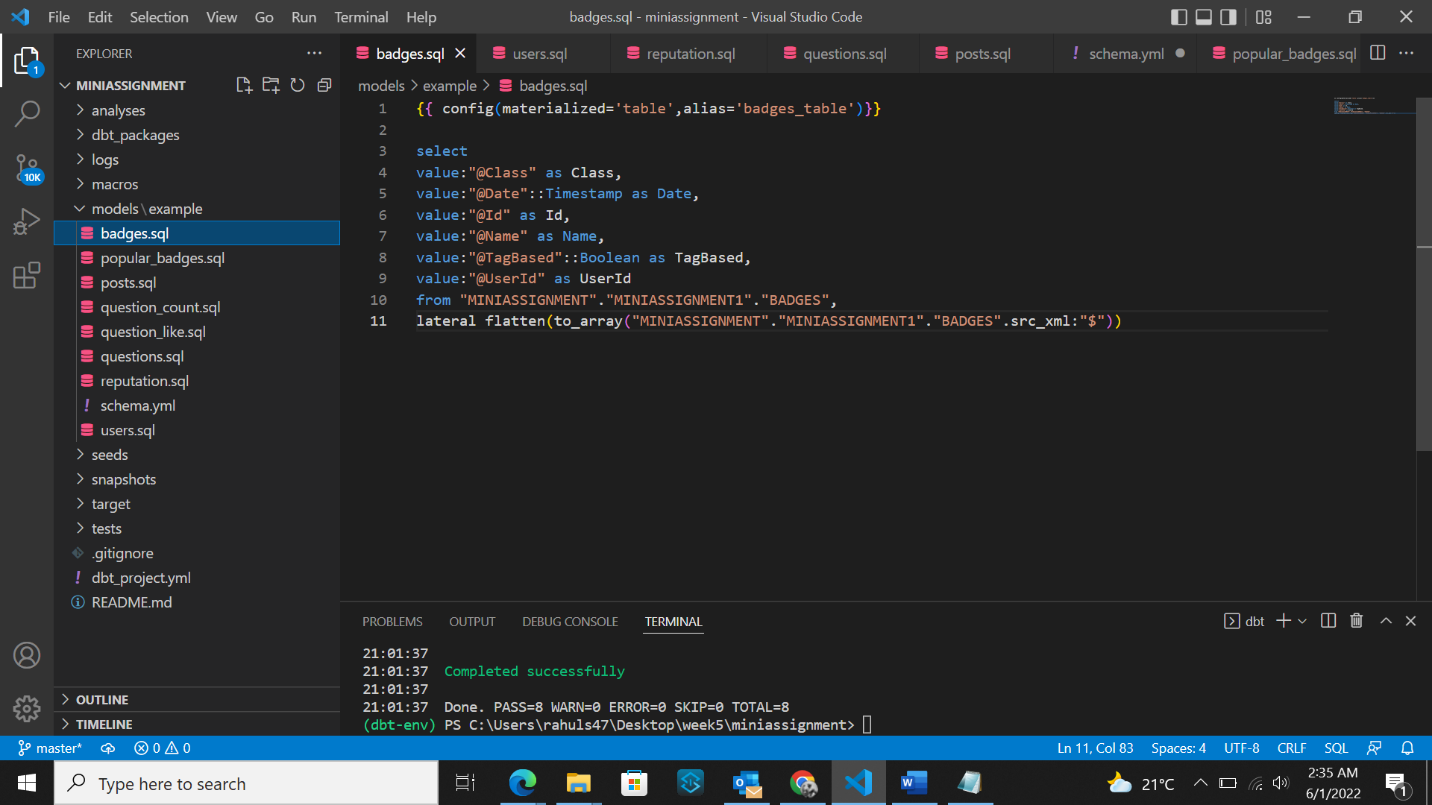 File Edit Selection View Go Run Terminal Help
badges.sql - miniassignment - Visual Studio Code
EXPLORER
1
MINIASSIGNMENT
analyses
dbt_packages
logs
10K
macros
models\example
badges.sql
popular_badges.sql
posts.sql
question_count.sql
question_like.sql
questions.sql
reputation.sql
! schema.yml
users.sql
seeds
snapshots
target
tests
.gitignore
! dbt_project.yml
README.md
OUTLINE
TIMELINE
badges.sql users.sql reputation.sql questions.sql posts.sql ! schema.yml popular_badges.sql
models > example > badges.sql
1 {{ config(materialized='table',alias='badges_table')}}
2
3 select
4 value:"@Class" as Class,
5 value:"@Date"::Timestamp as Date,
6 value:"@Id" as Id,
7 value:"@Name" as Name,
8 value:"@TagBased"::Boolean as TagBased,
9 value:"@UserId" as UserId
10 from "MINIASSIGNMENT"."MINIASSIGNMENT1"."BADGES",
11 lateral flatten(to_array("MINIASSIGNMENT"."MINIASSIGNMENT1"."BADGES".src_xml:"$"))
PROBLEMS OUTPUT DEBUG CONSOLE TERMINAL
dbt
21:01:37
21:01:37 Completed successfully
21:01:37
21:01:37 Done. PASS=8 WARN=0 ERROR=0 SKIP=0 TOTAL=8
(dbt-env) PS C:\Users\rahuls47\Desktop\week5\miniassignment>
master* 0 0
Ln 11, Col 83 Spaces: 4 UTF-8 CRLF SQL
Type here to search
21°C
2:35 AM
6/1/2022
1